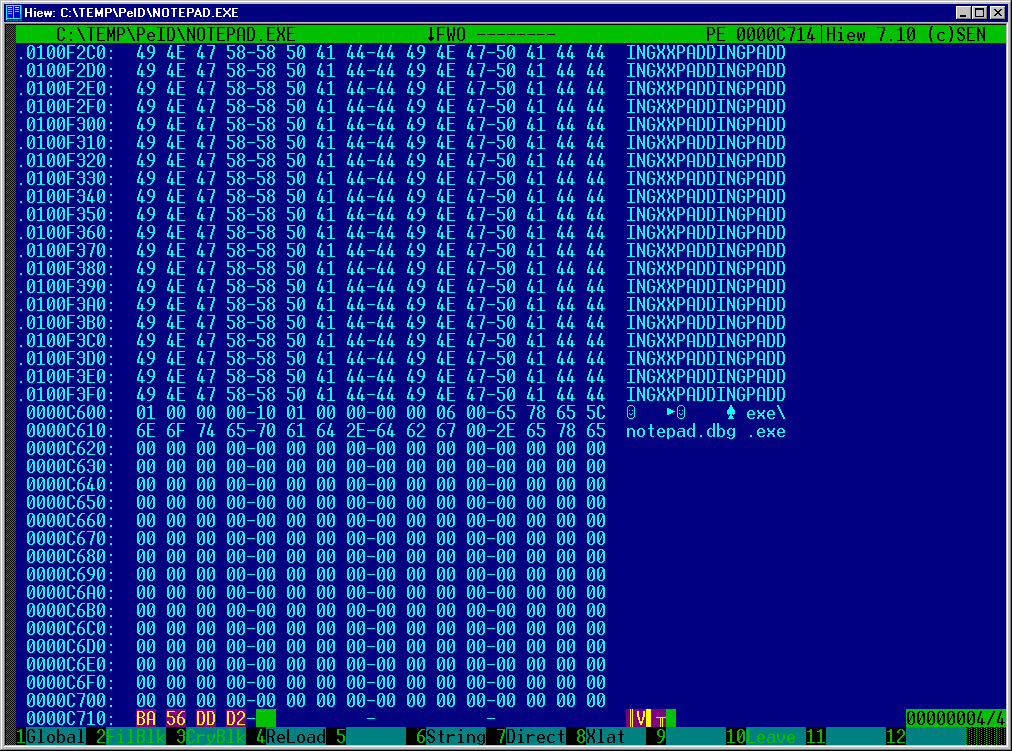 Hiew: C:\TEMP\PeID\NOTEPAD.EXE
C:\TEMP\PeID\NOTEPAD.EXE ↓FWO -------- PE 0000C714 Hiew 7.10 (c)SEN
.0100F2C0: 49 4E 47 58-58 50 41 44-44 49 4E 47-50 41 44 44 INGXXPADDINGPADD
.0100F2D0: 49 4E 47 58-58 50 41 44-44 49 4E 47-50 41 44 44 INGXXPADDINGPADD
.0100F2E0: 49 4E 47 58-58 50 41 44-44 49 4E 47-50 41 44 44 INGXXPADDINGPADD
.0100F2F0: 49 4E 47 58-58 50 41 44-44 49 4E 47-50 41 44 44 INGXXPADDINGPADD
.0100F300: 49 4E 47 58-58 50 41 44-44 49 4E 47-50 41 44 44 INGXXPADDINGPADD
.0100F310: 49 4E 47 58-58 50 41 44-44 49 4E 47-50 41 44 44 INGXXPADDINGPADD
.0100F320: 49 4E 47 58-58 50 41 44-44 49 4E 47-50 41 44 44 INGXXPADDINGPADD
.0100F330: 49 4E 47 58-58 50 41 44-44 49 4E 47-50 41 44 44 INGXXPADDINGPADD
.0100F340: 49 4E 47 58-58 50 41 44-44 49 4E 47-50 41 44 44 INGXXPADDINGPADD
.0100F350: 49 4E 47 58-58 50 41 44-44 49 4E 47-50 41 44 44 INGXXPADDINGPADD
.0100F360: 49 4E 47 58-58 50 41 44-44 49 4E 47-50 41 44 44 INGXXPADDINGPADD
.0100F370: 49 4E 47 58-58 50 41 44-44 49 4E 47-50 41 44 44 INGXXPADDINGPADD
.0100F380: 49 4E 47 58-58 50 41 44-44 49 4E 47-50 41 44 44 INGXXPADDINGPADD
.0100F390: 49 4E 47 58-58 50 41 44-44 49 4E 47-50 41 44 44 INGXXPADDINGPADD
.0100F3A0: 49 4E 47 58-58 50 41 44-44 49 4E 47-50 41 44 44 INGXXPADDINGPADD
.0100F3B0: 49 4E 47 58-58 50 41 44-44 49 4E 47-50 41 44 44 INGXXPADDINGPADD
.0100F3C0: 49 4E 47 58-58 50 41 44-44 49 4E 47-50 41 44 44 INGXXPADDINGPADD
.0100F3D0: 49 4E 47 58-58 50 41 44-44 49 4E 47-50 41 44 44 INGXXPADDINGPADD
.0100F3E0: 49 4E 47 58-58 50 41 44-44 49 4E 47-50 41 44 44 INGXXPADDINGPADD
.0100F3F0: 49 4E 47 58-58 50 41 44-44 49 4E 47-50 41 44 44 INGXXPADDINGPADD
0000C600: 01 00 00 00-10 01 00 00-00 00 06 00-65 78 65 5C ☺ ►☺ ♠ exe\
0000C610: 6E 6F 74 65-70 61 64 2E-64 62 67 00-2E 65 78 65 notepad.dbg .exe
0000C620: 00 00 00 00-00 00 00 00-00 00 00 00-00 00 00 00
0000C630: 00 00 00 00-00 00 00 00-00 00 00 00-00 00 00 00
0000C640: 00 00 00 00-00 00 00 00-00 00 00 00-00 00 00 00
0000C650: 00 00 00 00-00 00 00 00-00 00 00 00-00 00 00 00
0000C660: 00 00 00 00-00 00 00 00-00 00 00 00-00 00 00 00
0000C670: 00 00 00 00-00 00 00 00-00 00 00 00-00 00 00 00
0000C680: 00 00 00 00-00 00 00 00-00 00 00 00-00 00 00 00
0000C690: 00 00 00 00-00 00 00 00-00 00 00 00-00 00 00 00
0000C6A0: 00 00 00 00-00 00 00 00-00 00 00 00-00 00 00 00
0000C6B0: 00 00 00 00-00 00 00 00-00 00 00 00-00 00 00 00
0000C6C0: 00 00 00 00-00 00 00 00-00 00 00 00-00 00 00 00
0000C6D0: 00 00 00 00-00 00 00 00-00 00 00 00-00 00 00 00
0000C6E0: 00 00 00 00-00 00 00 00-00 00 00 00-00 00 00 00
0000C6F0: 00 00 00 00-00 00 00 00-00 00 00 00-00 00 00 00
0000C700: 00 00 00 00-00 00 00 00-00 00 00 00-00 00 00 00
0000C710: BA 56 DD D2- - - ║V▌╥ 00000004/4
1Global 2FilBlk 3CryBlk 4ReLoad 5 6String 7Direct 8Xlat 9 10Leave 11 12